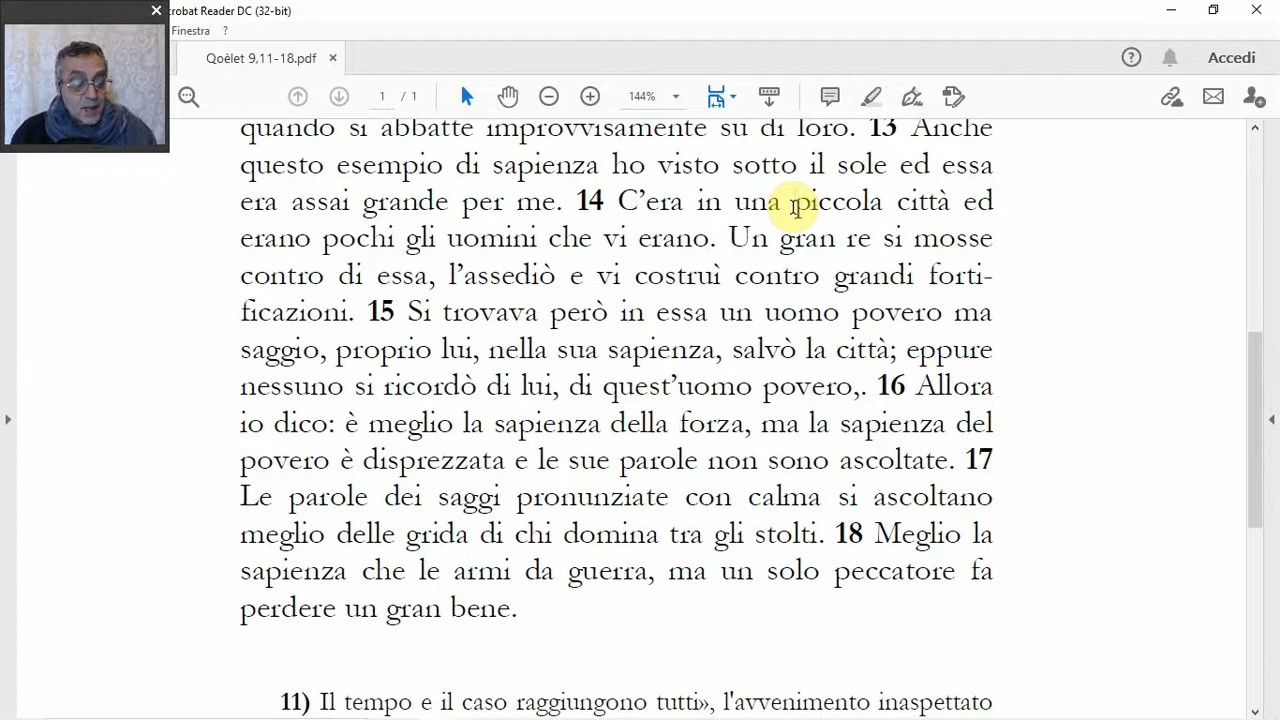 crobat Reader DC (32-bit)
Finestra ?
Qoèlet 9,11-18.pdf
Accedi
1 / 1
144%
quando si abbatte improvvisamente su di loro. 13 Anche
questo esempio di sapienza ho visto sotto il sole ed essa
era assai grande per me. 14 C’era in una piccola città ed
erano pochi gli uomini che vi erano. Un gran re si mosse
contro di essa, l’assediò e vi costruì contro grandi forti-
ficazioni. 15 Si trovava però in essa un uomo povero ma
saggio, proprio lui, nella sua sapienza, salvò la città; eppure
nessuno si ricordò di lui, di quest’uomo povero,. 16 Allora
io dico: è meglio la sapienza della forza, ma la sapienza del
povero è disprezzata e le sue parole non sono ascoltate. 17
Le parole dei saggi pronunziate con calma si ascoltano
meglio delle grida di chi domina tra gli stolti. 18 Meglio la
sapienza che le armi da guerra, ma un solo peccatore fa
perdere un gran bene.
11) Il tempo e il caso raggiungono tutti», l'avvenimento inaspettato